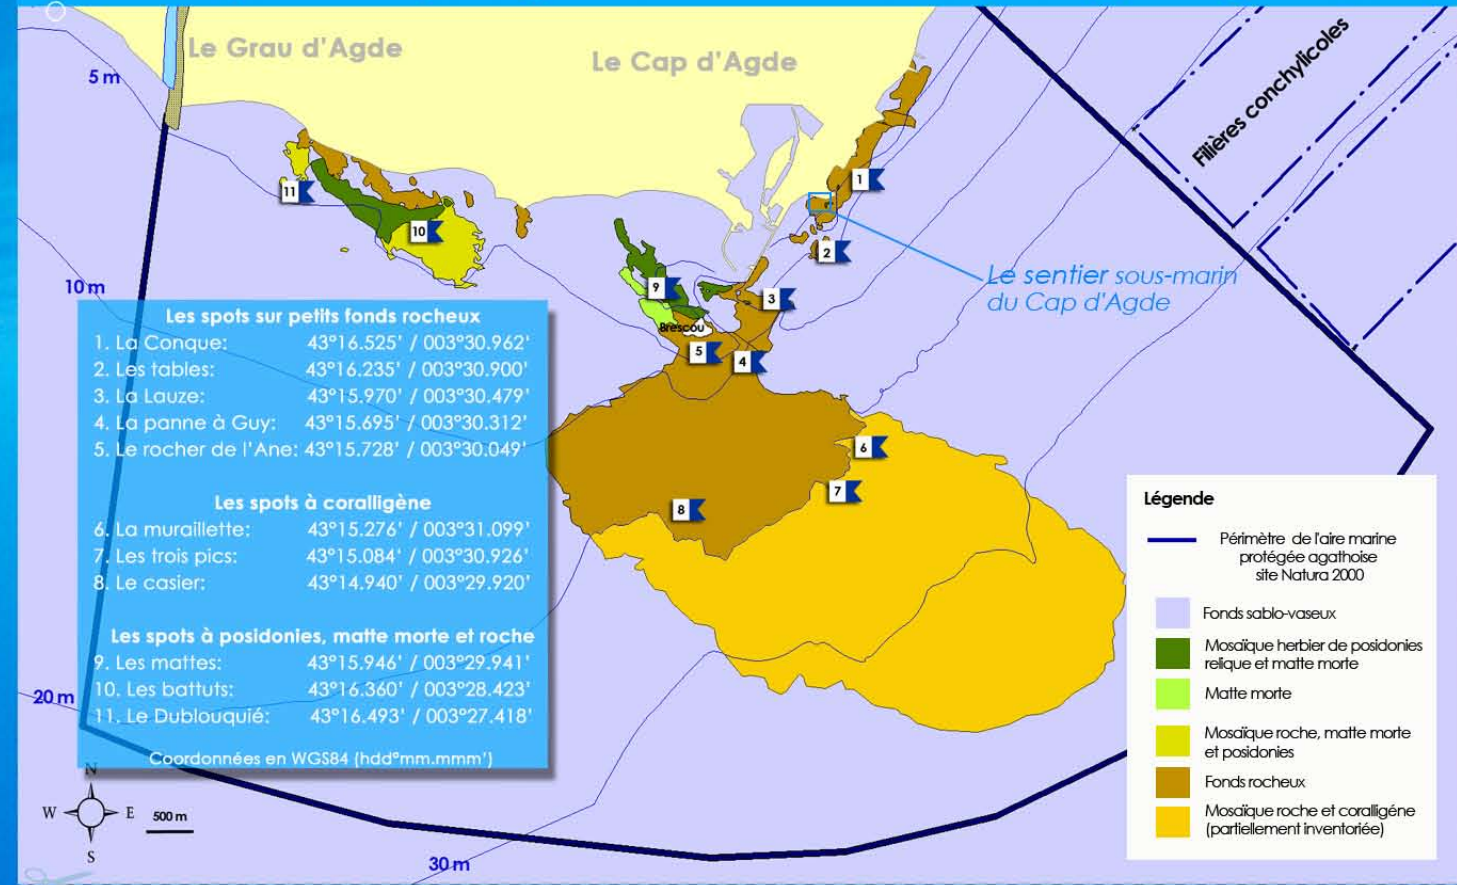 Le Grau d'Agde
Le Cap d'Agde
5 m
10 m
20 m
30 m
Filières conchylicoles
1
2
3
4
5
6
7
8
9
10
11
Brescou
Le sentier sous-marin
du Cap d'Agde
Les spots sur petits fonds rocheux
1. La Conque: 43°16.525' / 003°30.962'
2. Les tables: 43°16.235' / 003°30.900'
3. La Lauze: 43°15.970' / 003°30.479'
4. La panne à Guy: 43°15.695' / 003°30.312'
5. Le rocher de l'Ane: 43°15.728' / 003°30.049'
Les spots à coralligène
6. La muraillette: 43°15.276' / 003°31.099'
7. Les trois pics: 43°15.084' / 003°30.926'
8. Le casier: 43°14.940' / 003°29.920'
Les spots à posidonies, matte morte et roche
9. Les mattes: 43°15.946' / 003°29.941'
10. Les battuts: 43°16.360' / 003°28.423'
11. Le Dublouquié: 43°16.493' / 003°27.418'
Coordonnées en WGS84 (hdd°mm.mmm')
N
W E
S
500 m
Légende
Périmètre de l'aire marine
protégée agathoise
site Natura 2000
Fonds sablo-vaseux
Mosaïque herbier de posidonies
relique et matte morte
Matte morte
Mosaïque roche, matte morte
et posidonies
Fonds rocheux
Mosaïque roche et coralligéne
(partiellement inventoriée)